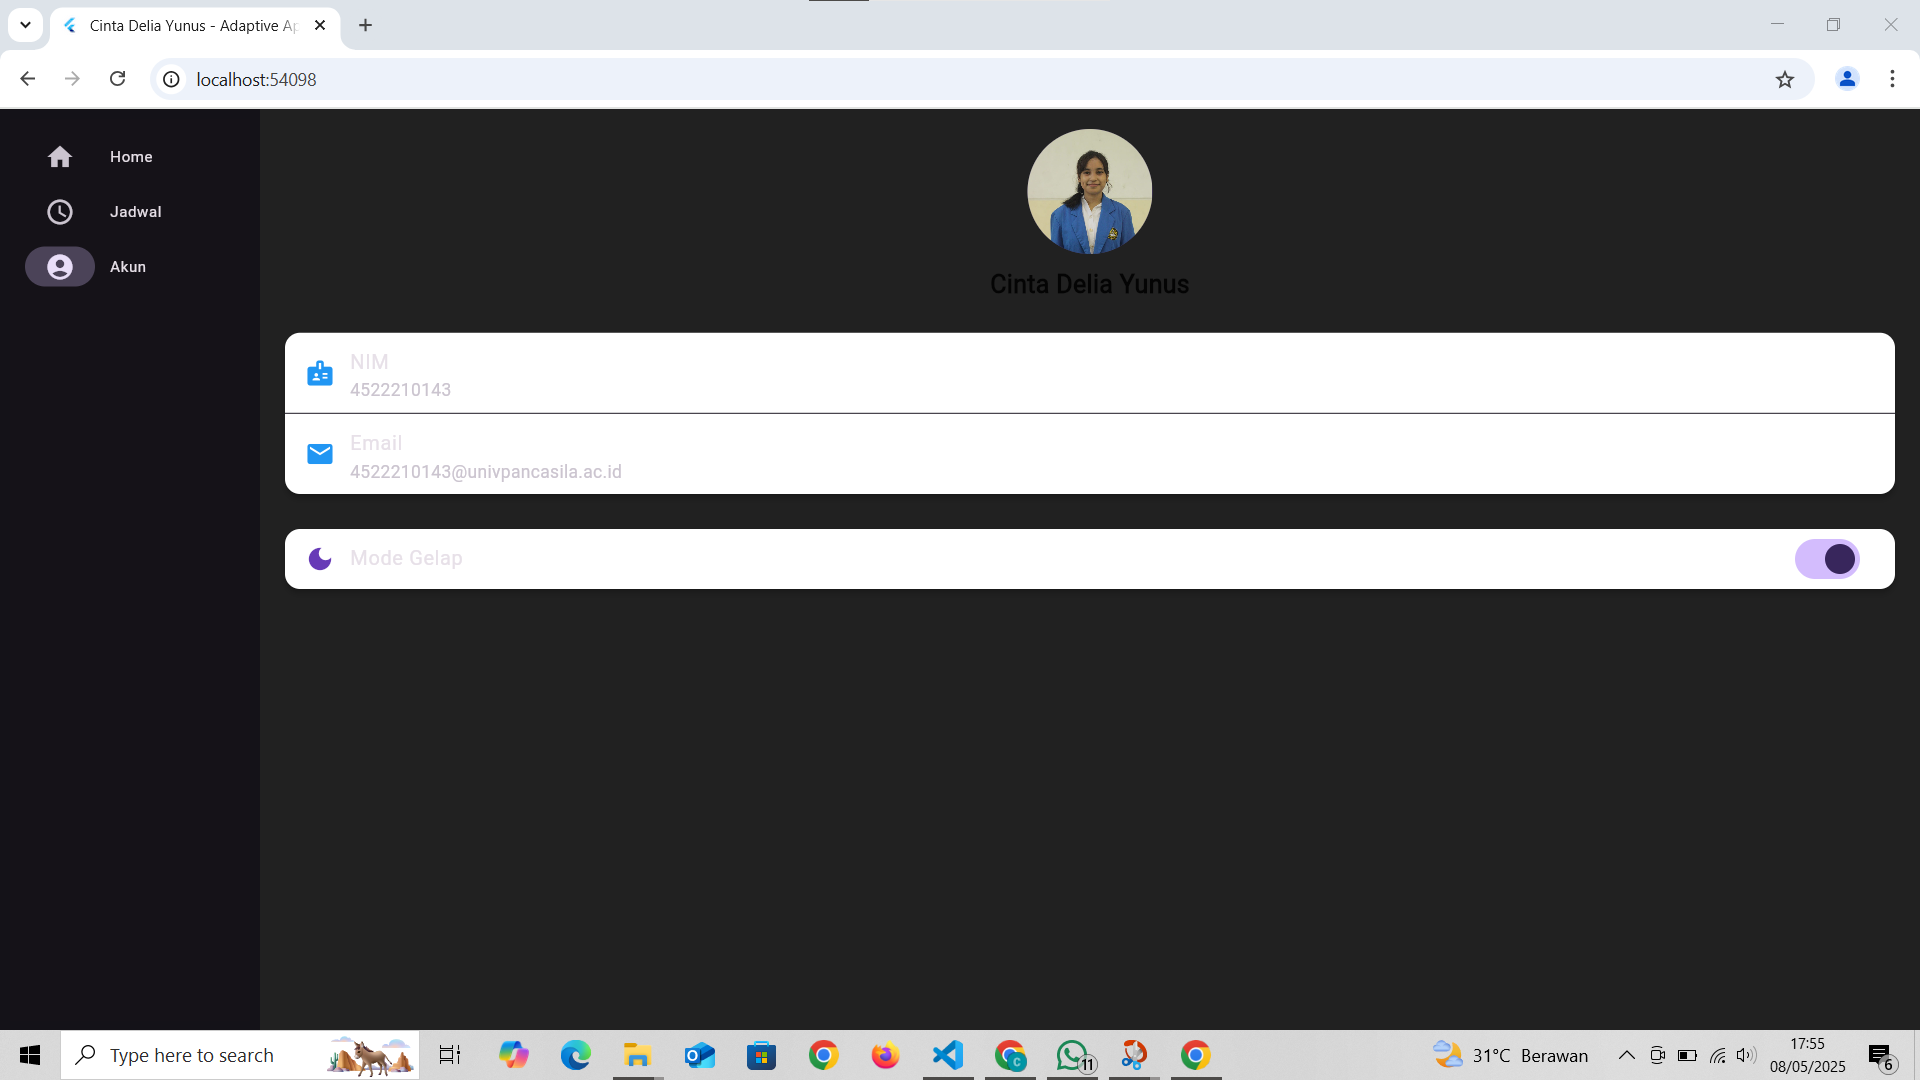 Cinta Delia Yunus - Adaptive Ap
localhost:54098
Home
Jadwal
Akun
Cinta Delia Yunus
NIM
4522210143
Email
4522210143@univpancasila.ac.id
Mode Gelap
Type here to search
11
31°C Berawan
17:55
08/05/2025
6